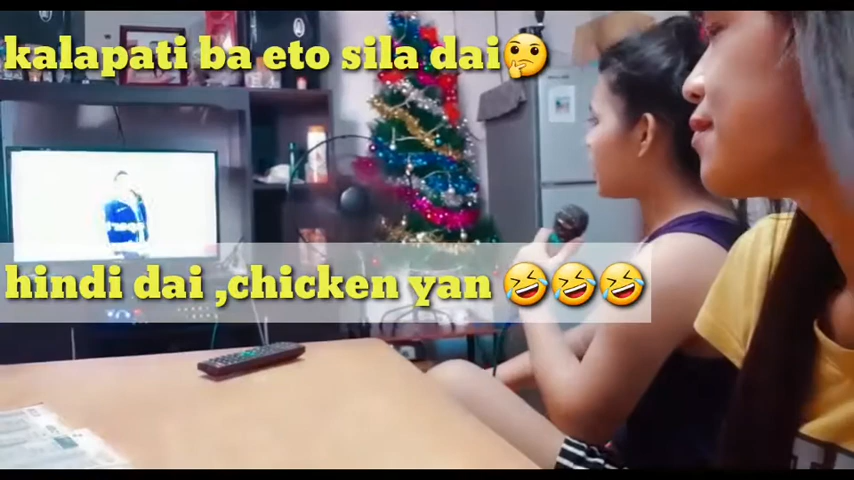 kalapati ba eto sila dai🤔
hindi dai ,chicken yan 🤣🤣🤣